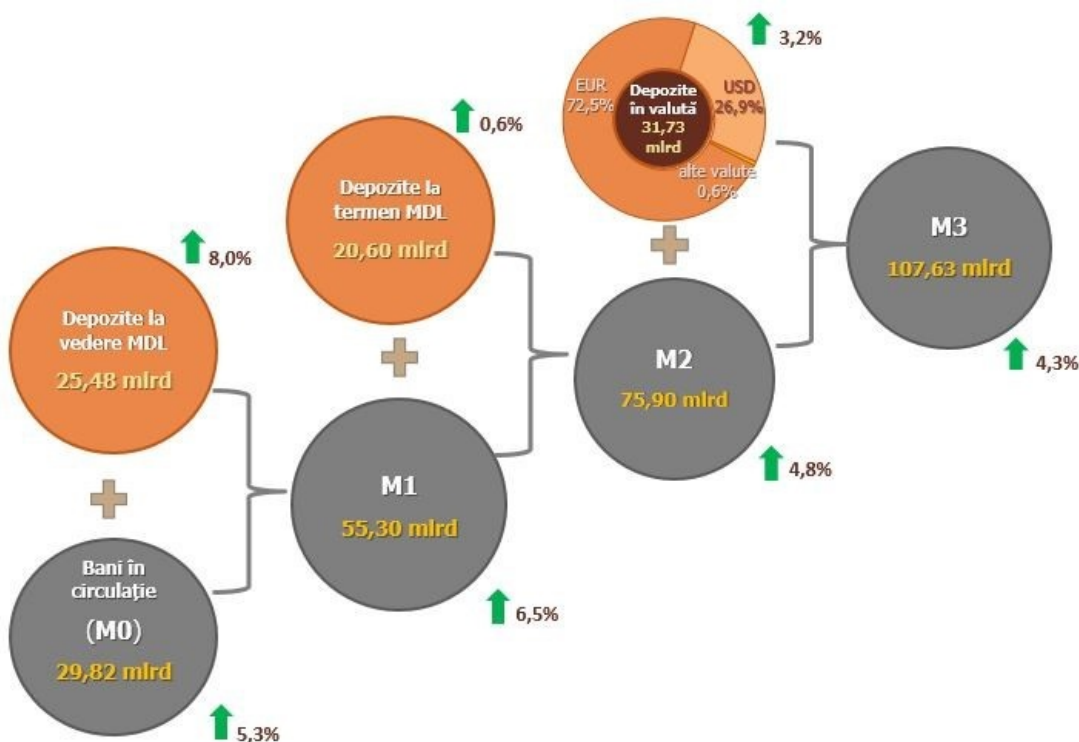 3,2%
EUR
72,5%
Depozite
în valută
31,73
mlrd
USD
26,9%
alte valute
0,6%
0,6%
Depozite la
termen MDL
20,60 mlrd
M3
107,63 mlrd
4,3%
8,0%
Depozite la
vedere MDL
25,48 mlrd
M2
75,90 mlrd
4,8%
M1
55,30 mlrd
6,5%
Bani în
circulație
(M0)
29,82 mlrd
5,3%